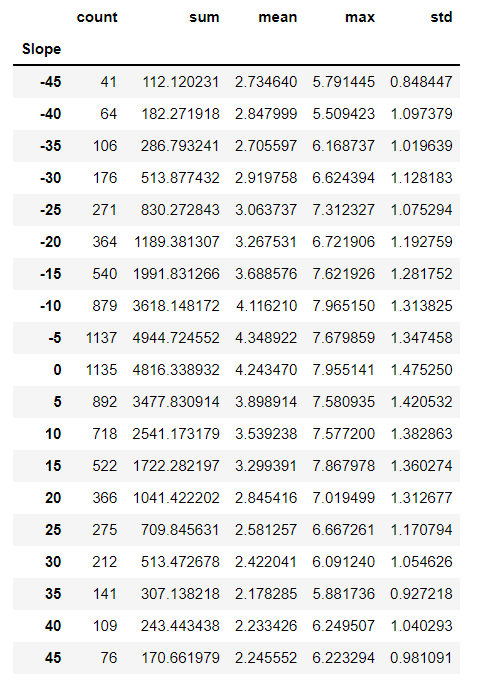 count sum mean max std
Slope
-45 41 112.120231 2.734640 5.791445 0.848447
-40 64 182.271918 2.847999 5.509423 1.097379
-35 106 286.793241 2.705597 6.168737 1.019639
-30 176 513.877432 2.919758 6.624394 1.128183
-25 271 830.272843 3.063737 7.312327 1.075294
-20 364 1189.381307 3.267531 6.721906 1.192759
-15 540 1991.831266 3.688576 7.621926 1.281752
-10 879 3618.148172 4.116210 7.965150 1.313825
-5 1137 4944.724552 4.348922 7.679859 1.347458
0 1135 4816.338932 4.243470 7.955141 1.475250
5 892 3477.830914 3.898914 7.580935 1.420532
10 718 2541.173179 3.539238 7.577200 1.382863
15 522 1722.282197 3.299391 7.867978 1.360274
20 366 1041.422202 2.845416 7.019499 1.312677
25 275 709.845631 2.581257 6.667261 1.170794
30 212 513.472678 2.422041 6.091240 1.054626
35 141 307.138218 2.178285 5.881736 0.927218
40 109 243.443438 2.233426 6.249507 1.040293
45 76 170.661979 2.245552 6.223294 0.981091